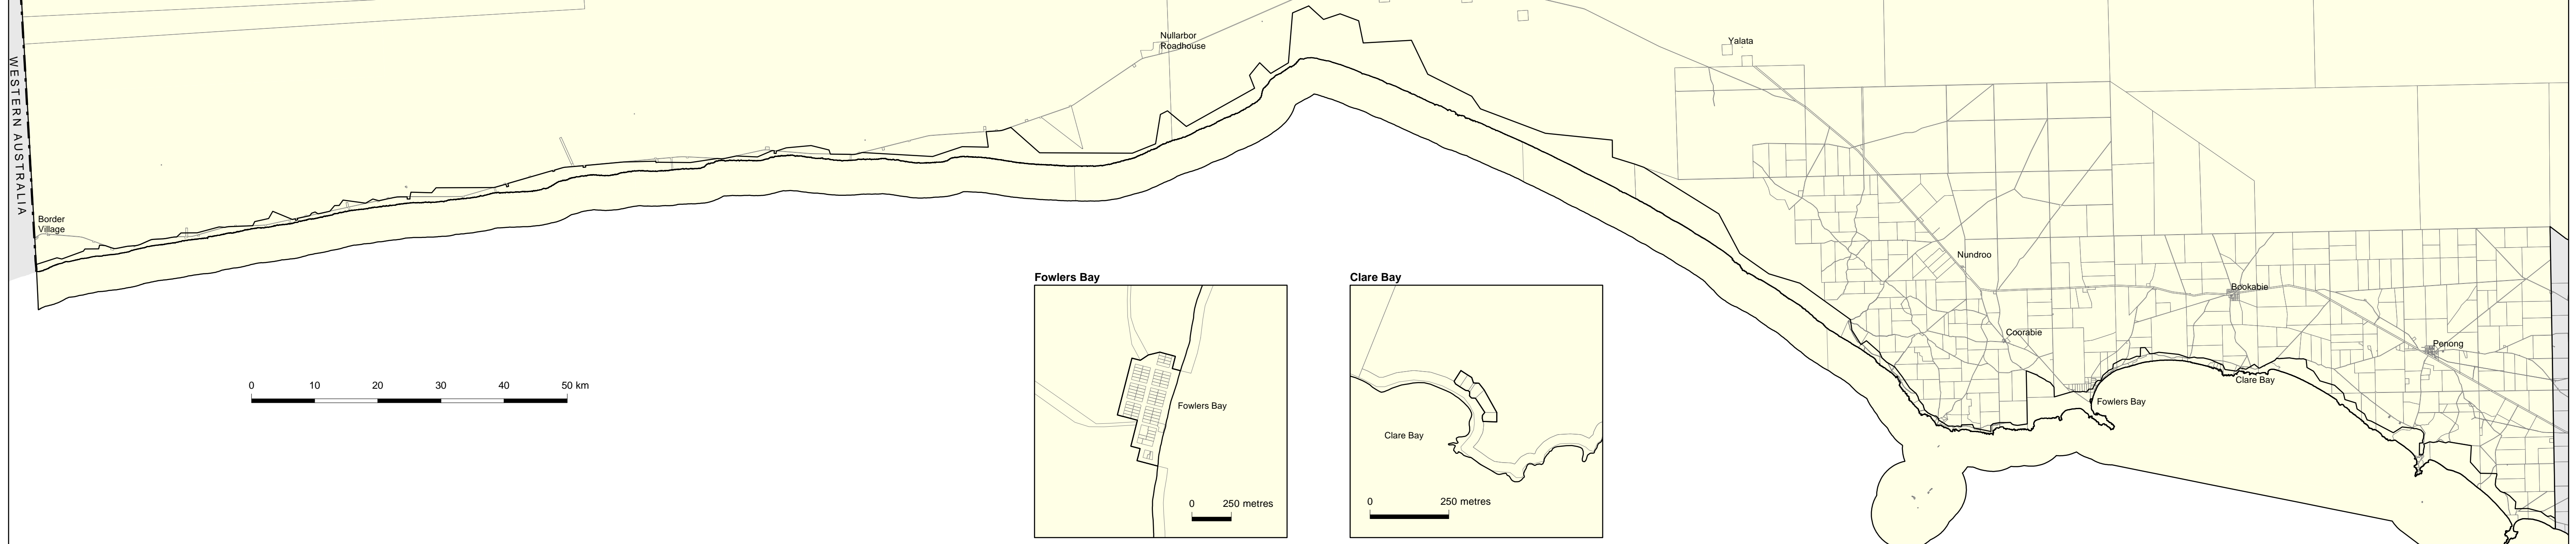 WESTERN AUSTRALIA
Nullarbor
Roadhouse
Yalata
Border
Village
Nundroo
Bookabie
Coorabie
Penong
Clare Bay
Fowlers Bay
0 10 20 30 40 50 km
Fowlers Bay
Fowlers Bay
0 250 metres
Clare Bay
Clare Bay
0 250 metres